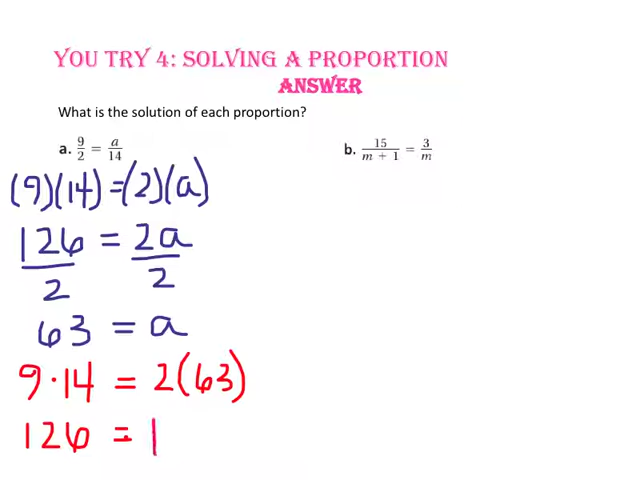 YOU TRY 4: SOLVING A PROPORTION
ANSWER
What is the solution of each proportion?
a. 9/2 = a/14
b. 15/(m + 1) = 3/m
(9)(14)=(2)(a)
126/2 = 2a/2
63 = a
9·14 = 2(63)
126 = 1